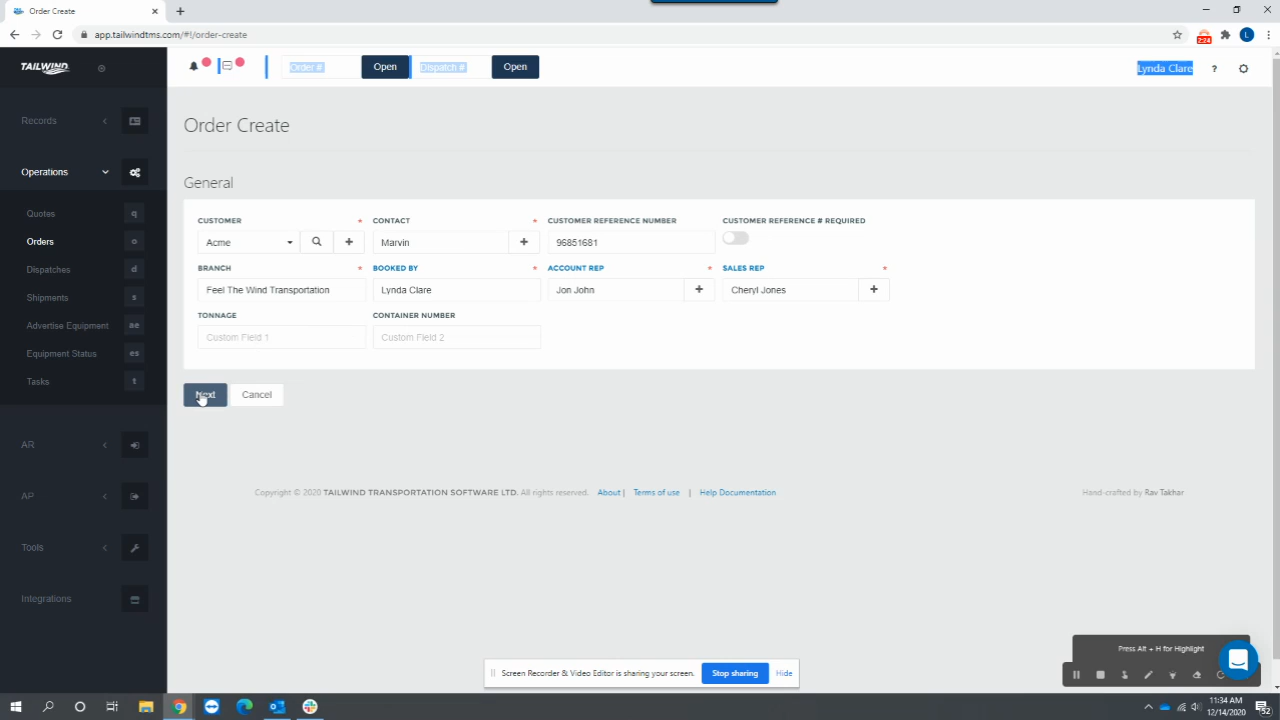 Order Create
app.tailwindtms.com/#!/order-create
2:24
L
TAILWIND
Order # Open Dispatch # Open
Lynda Clare ?
Records
Order Create
Operations
General
Quotes q
CUSTOMER * CONTACT * CUSTOMER REFERENCE NUMBER CUSTOMER REFERENCE # REQUIRED
Orders o
Acme Marvin 96851681
Dispatches d
BRANCH * BOOKED BY * ACCOUNT REP * SALES REP *
Shipments s
Feel The Wind Transportation Lynda Clare Jon John Cheryl Jones
Advertise Equipment ae
TONNAGE CONTAINER NUMBER
Equipment Status es
Custom Field 1 Custom Field 2
Tasks t
Next Cancel
AR
AP
Copyright © 2020 TAILWIND TRANSPORTATION SOFTWARE LTD. All rights reserved. About | Terms of use | Help Documentation Hand-crafted by Rav Takhar
Tools
Integrations
Press Alt + H for Highlight
Screen Recorder & Video Editor is sharing your screen. Stop sharing Hide
11:34 AM
12/14/2020
52